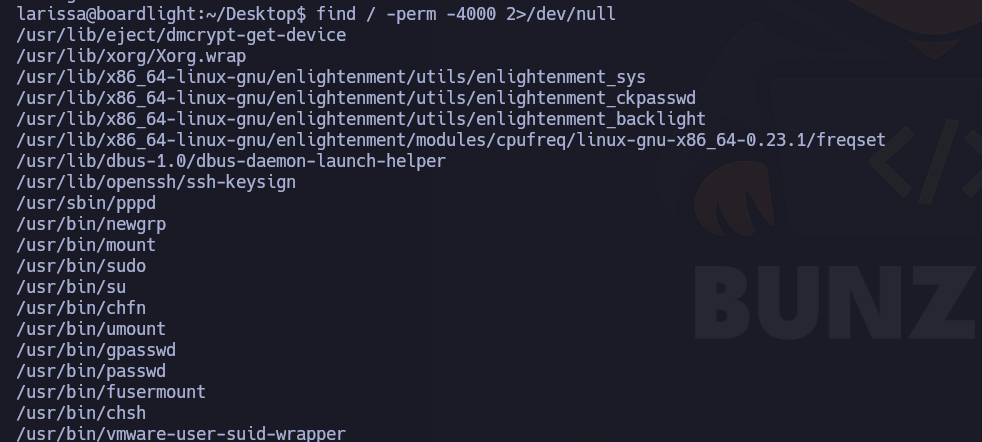 larissa@boardlight:~/Desktop$ find / -perm -4000 2>/dev/null
/usr/lib/eject/dmcrypt-get-device
/usr/lib/xorg/Xorg.wrap
/usr/lib/x86_64-linux-gnu/enlightenment/utils/enlightenment_sys
/usr/lib/x86_64-linux-gnu/enlightenment/utils/enlightenment_ckpasswd
/usr/lib/x86_64-linux-gnu/enlightenment/utils/enlightenment_backlight
/usr/lib/x86_64-linux-gnu/enlightenment/modules/cpufreq/linux-gnu-x86_64-0.23.1/freqset
/usr/lib/dbus-1.0/dbus-daemon-launch-helper
/usr/lib/openssh/ssh-keysign
/usr/sbin/pppd
/usr/bin/newgrp
/usr/bin/mount
/usr/bin/sudo
/usr/bin/su
/usr/bin/chfn
/usr/bin/umount
/usr/bin/gpasswd
/usr/bin/passwd
/usr/bin/fusermount
/usr/bin/chsh
/usr/bin/vmware-user-suid-wrapper
</>
BUNZ